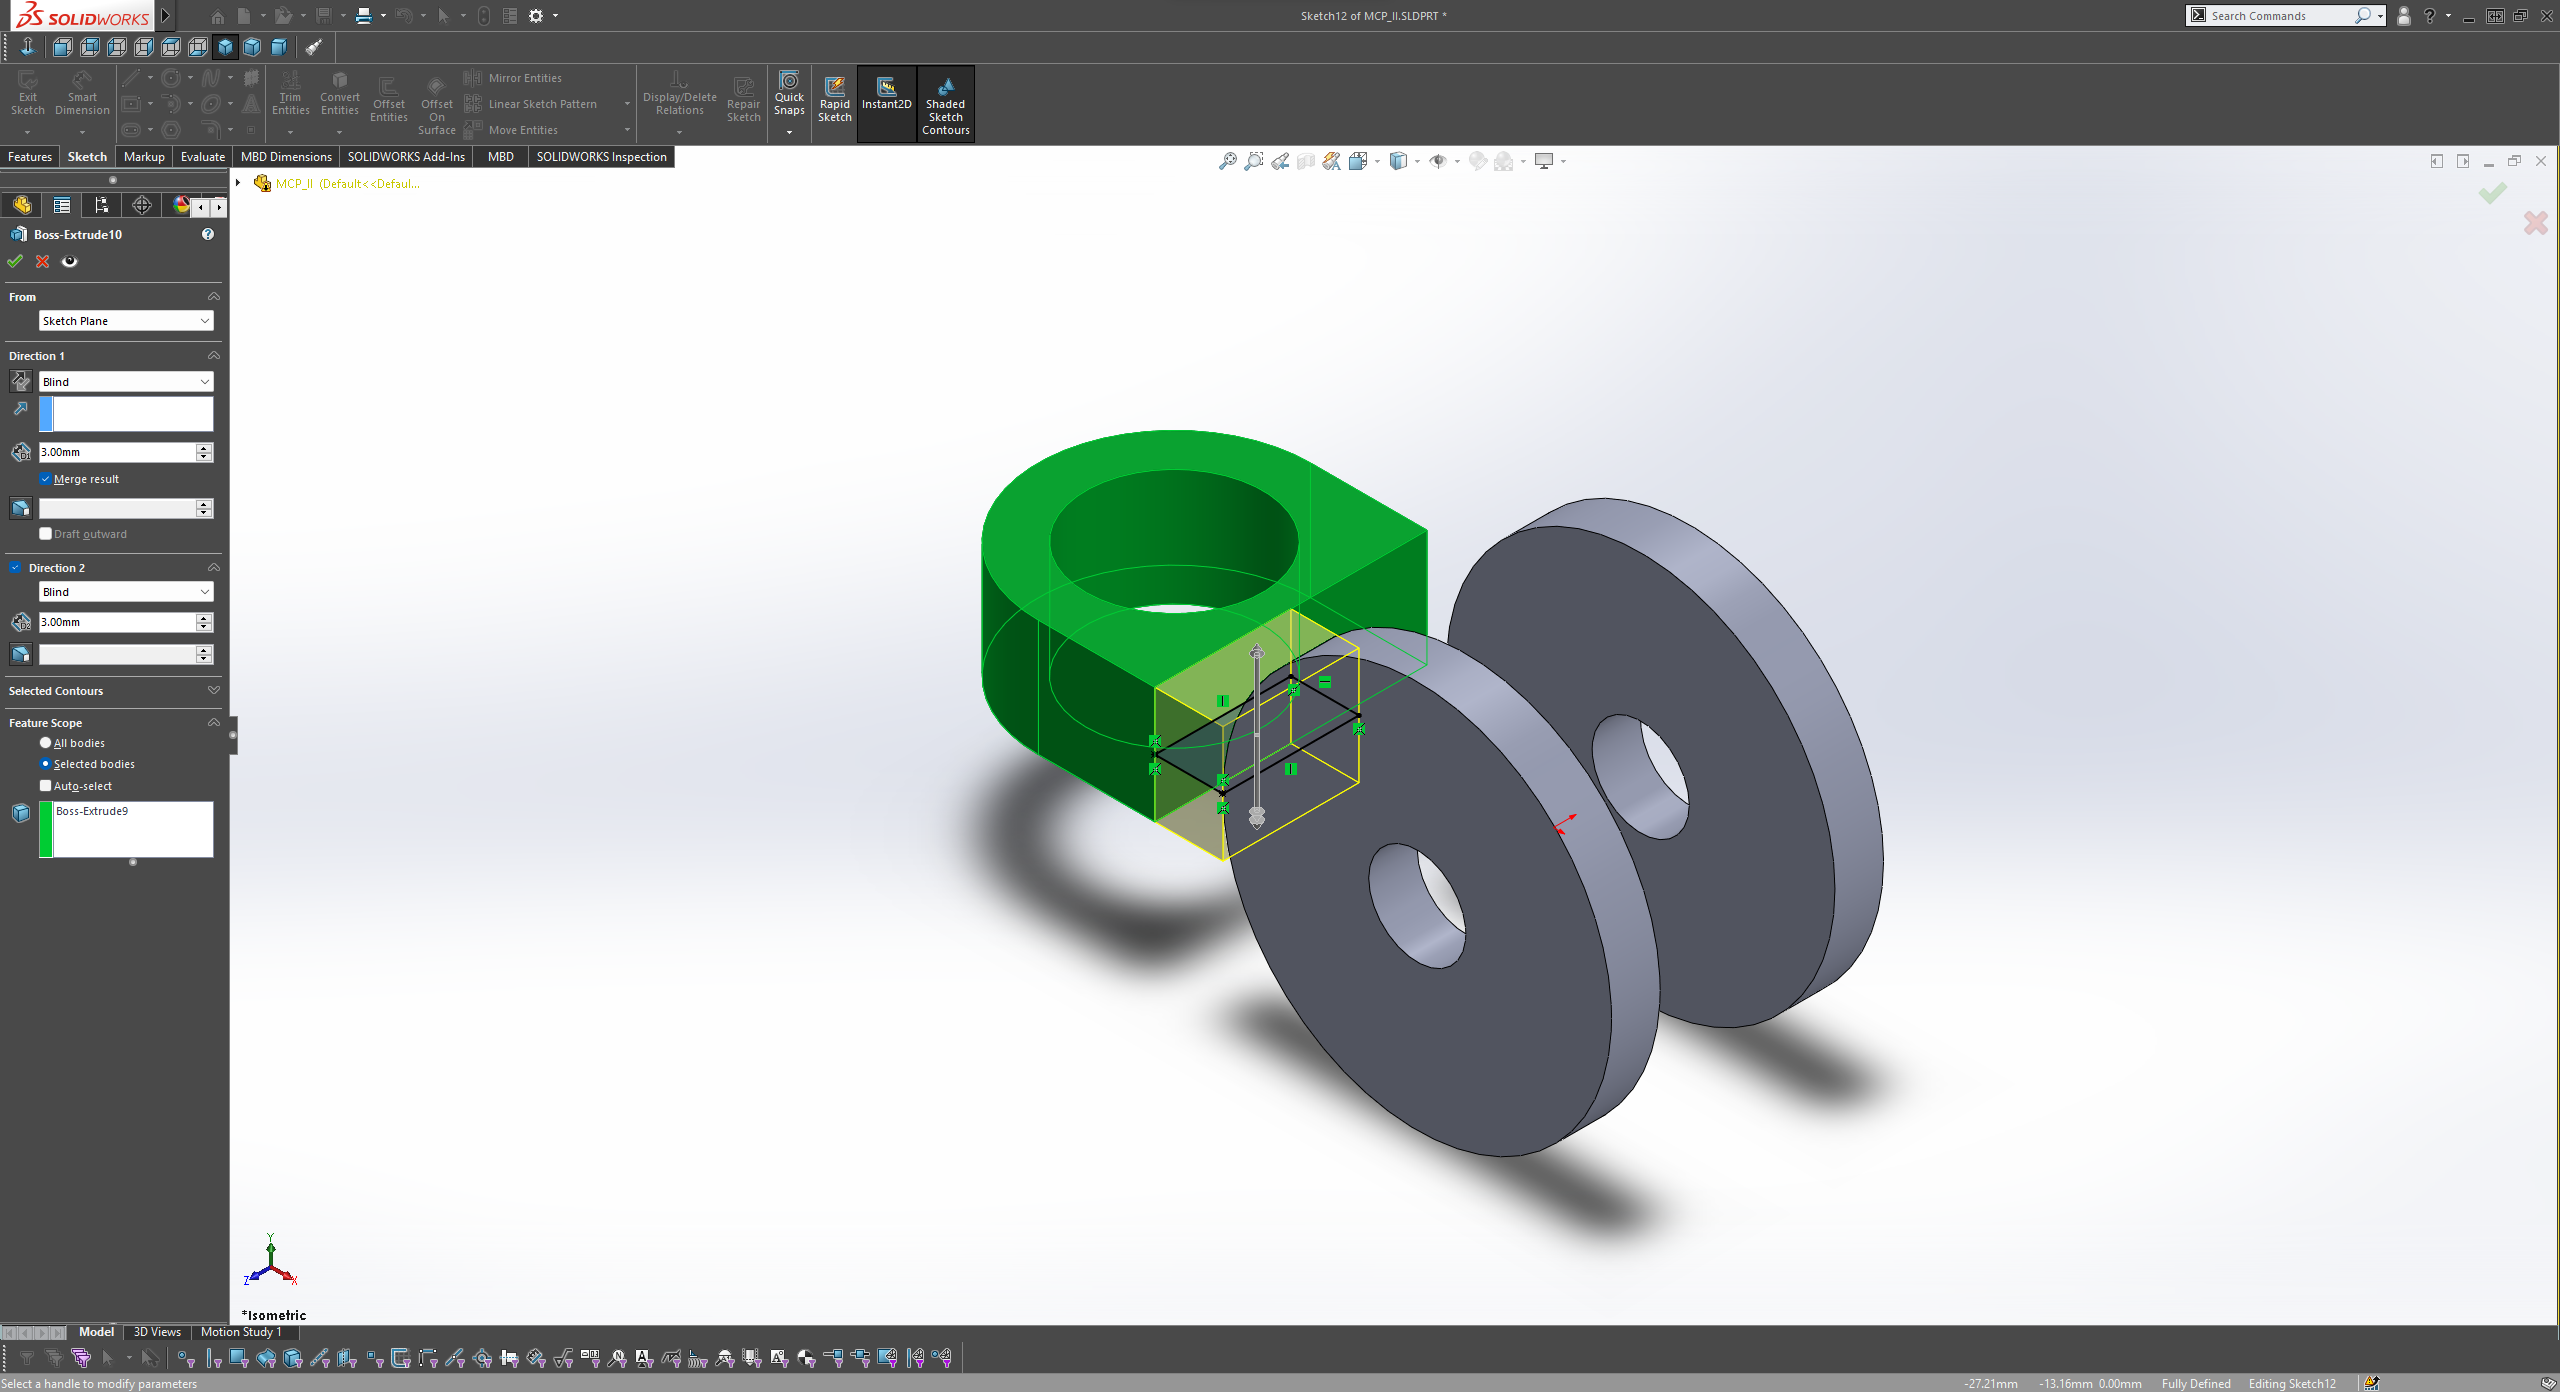 SOLIDWORKS
Sketch12 of MCP_II.SLDPRT *
Search Commands
Exit Sketch
Smart Dimension
Trim Entities
Convert Entities
Offset Entities
Offset On Surface
Mirror Entities
Linear Sketch Pattern
Move Entities
Display/Delete Relations
Repair Sketch
Quick Snaps
Rapid Sketch
Instant2D
Shaded Sketch Contours
Features Sketch Markup Evaluate MBD Dimensions SOLIDWORKS Add-Ins MBD SOLIDWORKS Inspection
MCP_II (Default<<Defaul...
Boss-Extrude10
From
Sketch Plane
Direction 1
Blind
3.00mm
Merge result
Draft outward
Direction 2
Blind
3.00mm
Selected Contours
Feature Scope
All bodies
Selected bodies
Auto-select
Boss-Extrude9
Y
Z
X
*Isometric
Model 3D Views Motion Study 1
Select a handle to modify parameters
-27.21mm -13.16mm 0.00mm Fully Defined Editing Sketch12